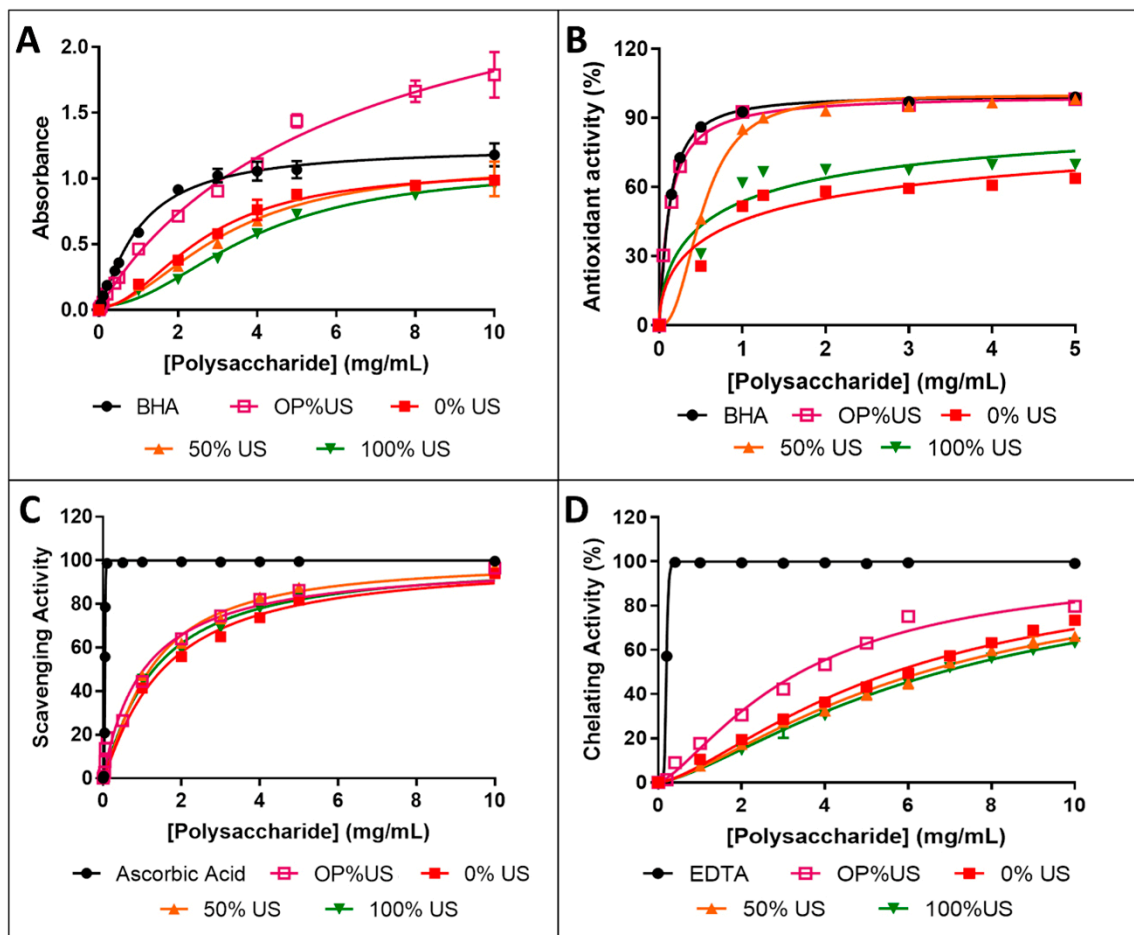 A
Absorbance
2.0
1.5
1.0
0.5
0.0
0 2 4 6 8 10
[Polysaccharide] (mg/mL)
BHA OP%US 0% US
50% US 100% US
B
Antioxidant activity (%)
120
90
60
30
0
0 1 2 3 4 5
[Polysaccharide] (mg/mL)
BHA OP%US 0% US
50% US 100% US
C
Scavenging Activity
120
100
80
60
40
20
0
0 2 4 6 8 10
[Polysaccharide] (mg/mL)
Ascorbic Acid OP%US 0% US
50% US 100% US
D
Chelating Activity (%)
120
100
80
60
40
20
0
0 2 4 6 8 10
[Polysaccharide] (mg/mL)
EDTA OP%US 0% US
50% US 100%US